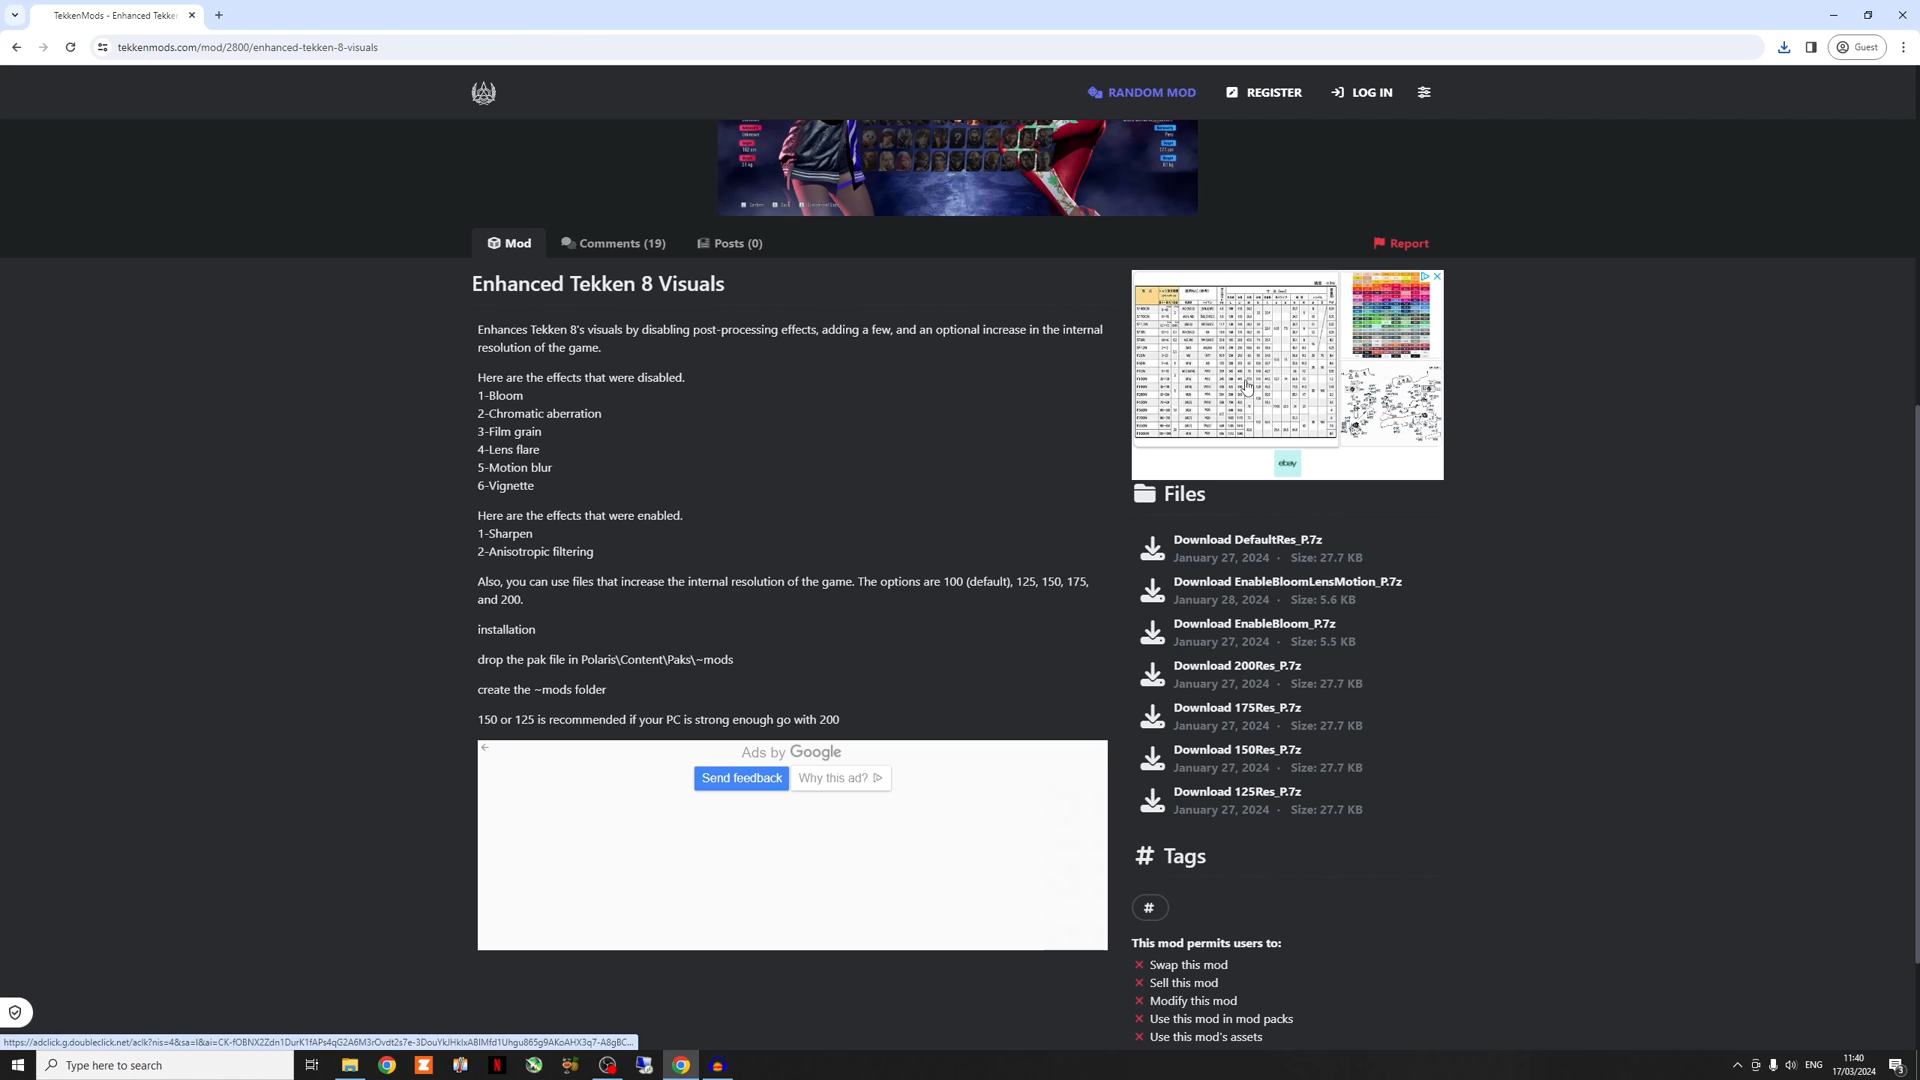 TekkenMods - Enhanced Tekken
tekkenmods.com/mod/2800/enhanced-tekken-8-visuals
Guest
RANDOM MOD
REGISTER
LOG IN
Mod
Comments (19)
Posts (0)
Report
Enhanced Tekken 8 Visuals
Enhances Tekken 8's visuals by disabling post-processing effects, adding a few, and an optional increase in the internal
resolution of the game.
Here are the effects that were disabled.
1-Bloom
2-Chromatic aberration
3-Film grain
4-Lens flare
5-Motion blur
6-Vignette
Here are the effects that were enabled.
1-Sharpen
2-Anisotropic filtering
Also, you can use files that increase the internal resolution of the game. The options are 100 (default), 125, 150, 175,
and 200.
installation
drop the pak file in Polaris\Content\Paks\~mods
create the ~mods folder
150 or 125 is recommended if your PC is strong enough go with 200
Ads by Google
Send feedback
Why this ad?
ebay
Files
Download DefaultRes_P.7z
January 27, 2024 · Size: 27.7 KB
Download EnableBloomLensMotion_P.7z
January 28, 2024 · Size: 5.6 KB
Download EnableBloom_P.7z
January 27, 2024 · Size: 5.5 KB
Download 200Res_P.7z
January 27, 2024 · Size: 27.7 KB
Download 175Res_P.7z
January 27, 2024 · Size: 27.7 KB
Download 150Res_P.7z
January 27, 2024 · Size: 27.7 KB
Download 125Res_P.7z
January 27, 2024 · Size: 27.7 KB
# Tags
#
This mod permits users to:
Swap this mod
Sell this mod
Modify this mod
Use this mod in mod packs
Use this mod's assets
Type here to search
ENG
11:40
17/03/2024